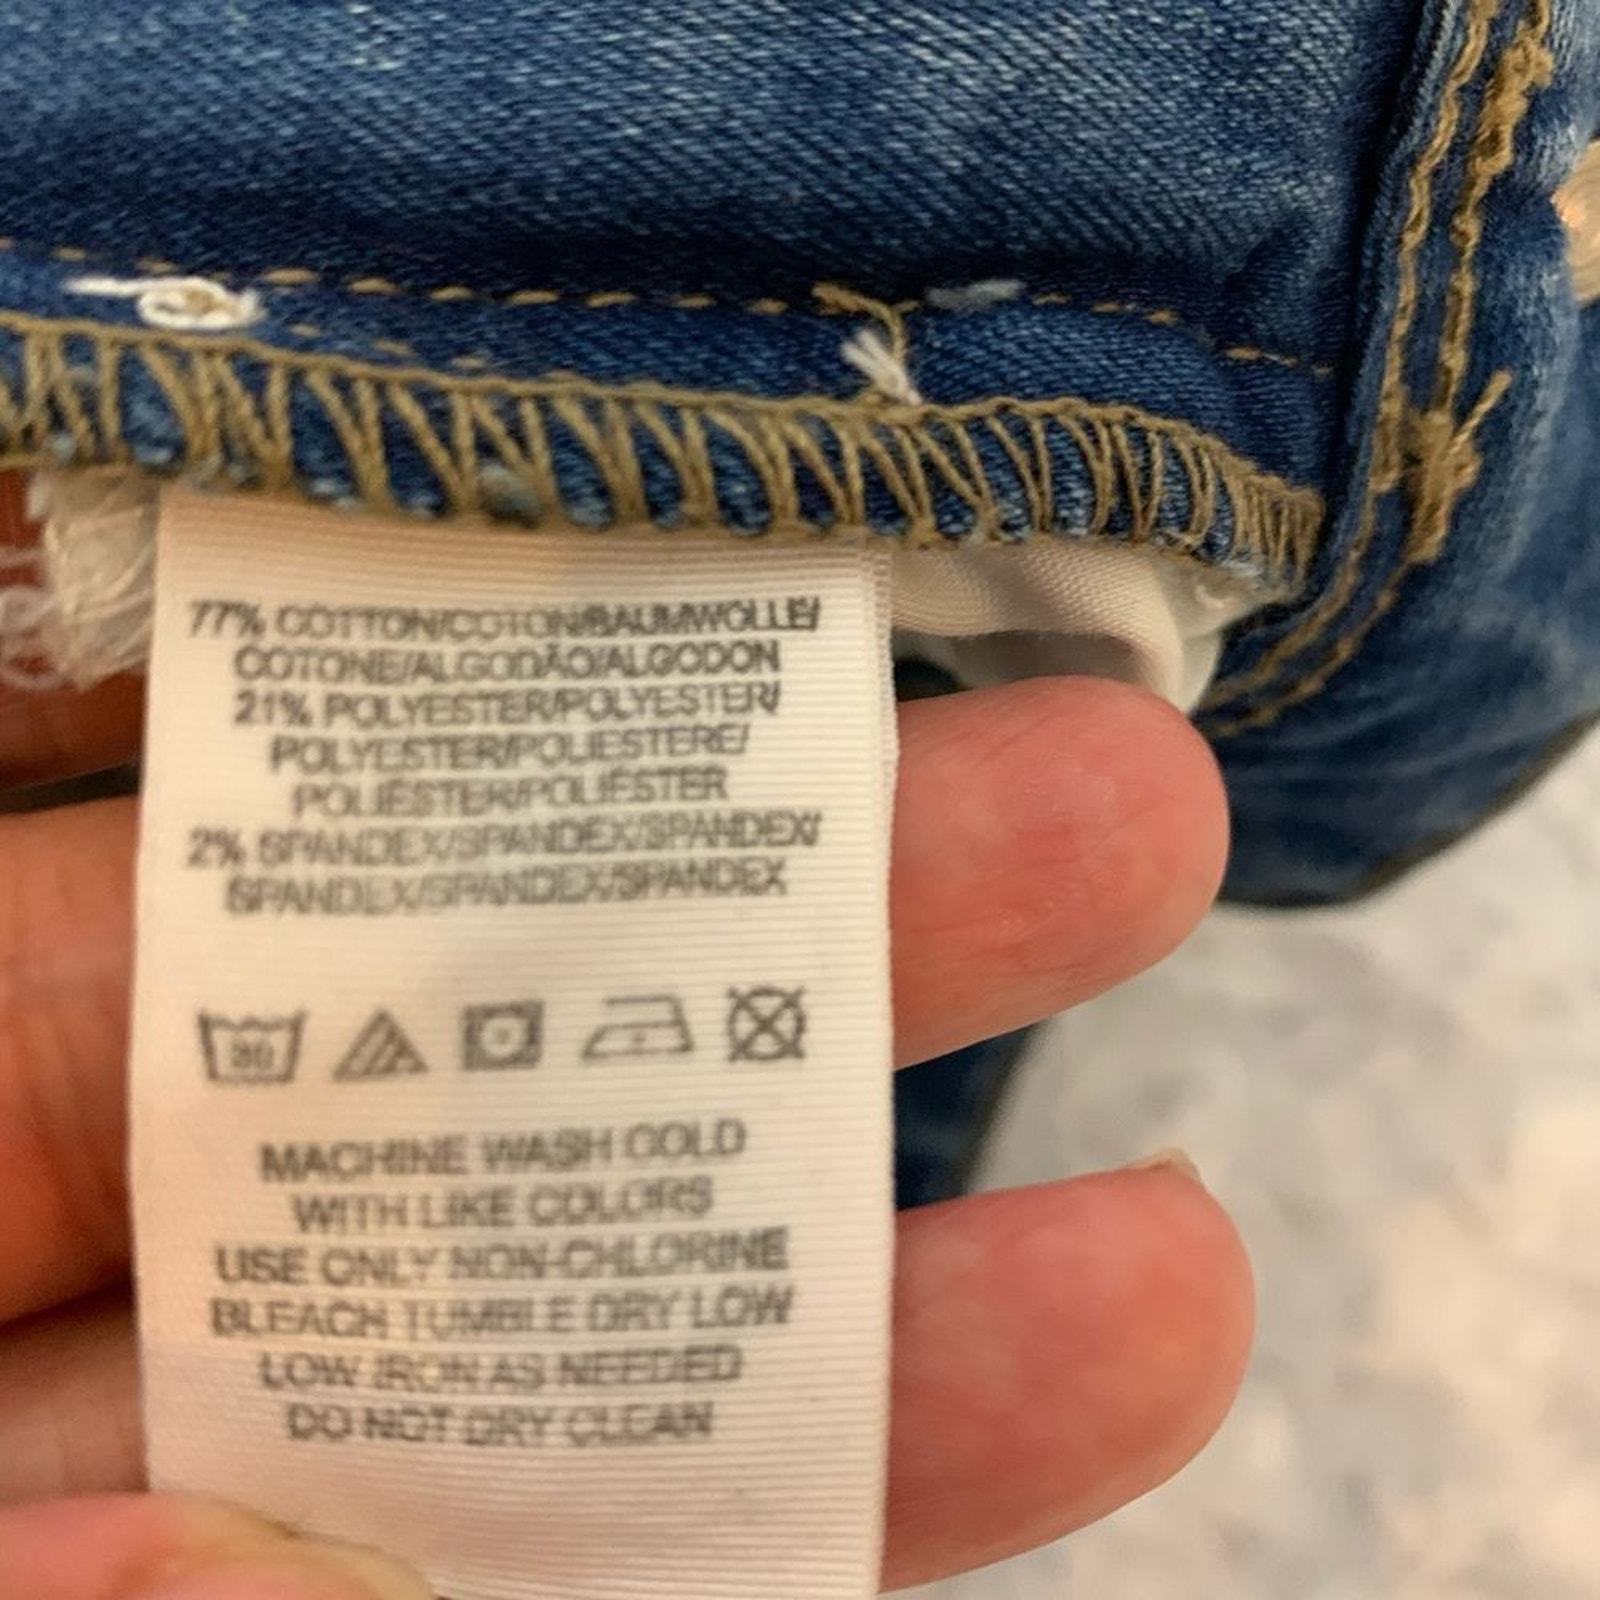 77% COTTON/COTON/BAUMWOLLE/
COTONE/ALGODÃO/ALGODON
21% POLYESTER/POLYESTER/
POLYESTER/POLIESTERE/
POLIÉSTER/POLIÉSTER
2% SPANDEX/SPANDEX/SPANDEX/
SPANDEX/SPANDEX/SPANDEX
30
MACHINE WASH COLD
WITH LIKE COLORS
USE ONLY NON-CHLORINE
BLEACH TUMBLE DRY LOW
LOW IRON AS NEEDED
DO NOT DRY CLEAN